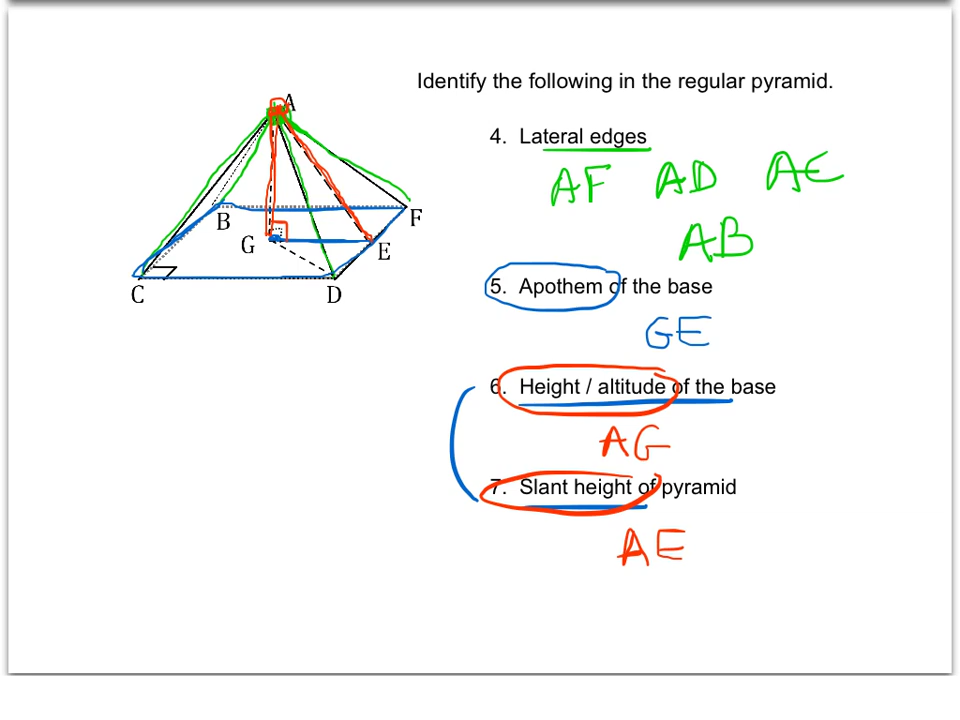 Identify the following in the regular pyramid.
A
4. Lateral edges
AF AD AC
B
F
AB
G
E
5. Apothem of the base
C
D
GE
6. Height / altitude of the base
AG
7. Slant height of pyramid
AE